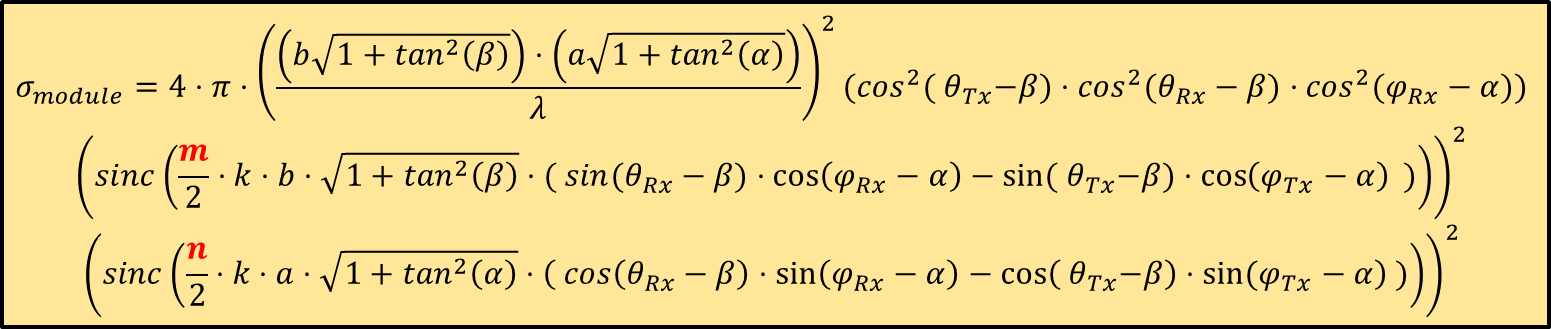 σ_module = 4 · π · (((b√(1 + tan²(β))) · (a√(1 + tan²(α))))/λ)² (cos²( θ_Tx−β) · cos²(θ_Rx − β) · cos²(φ_Rx − α))
(sinc (m/2 · k · b · √(1 + tan²(β)) · ( sin(θ_Rx − β) · cos(φ_Rx − α) − sin( θ_Tx−β) · cos(φ_Tx − α) )))²
(sinc (n/2 · k · a · √(1 + tan²(α)) · ( cos(θ_Rx − β) · sin(φ_Rx − α) − cos( θ_Tx−β) · sin(φ_Tx − α) )))²